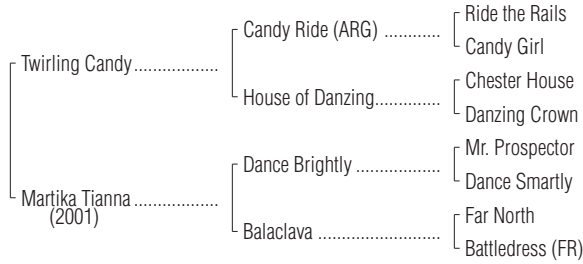 Ride the Rails
Candy Ride (ARG) ............
Candy Girl
Twirling Candy..................
Chester House
House of Danzing.............
Danzing Crown
Mr. Prospector
Dance Brightly ..................
Dance Smartly
Martika Tianna ..................
(2001)
Far North
Balaclava ..........................
Battledress (FR)